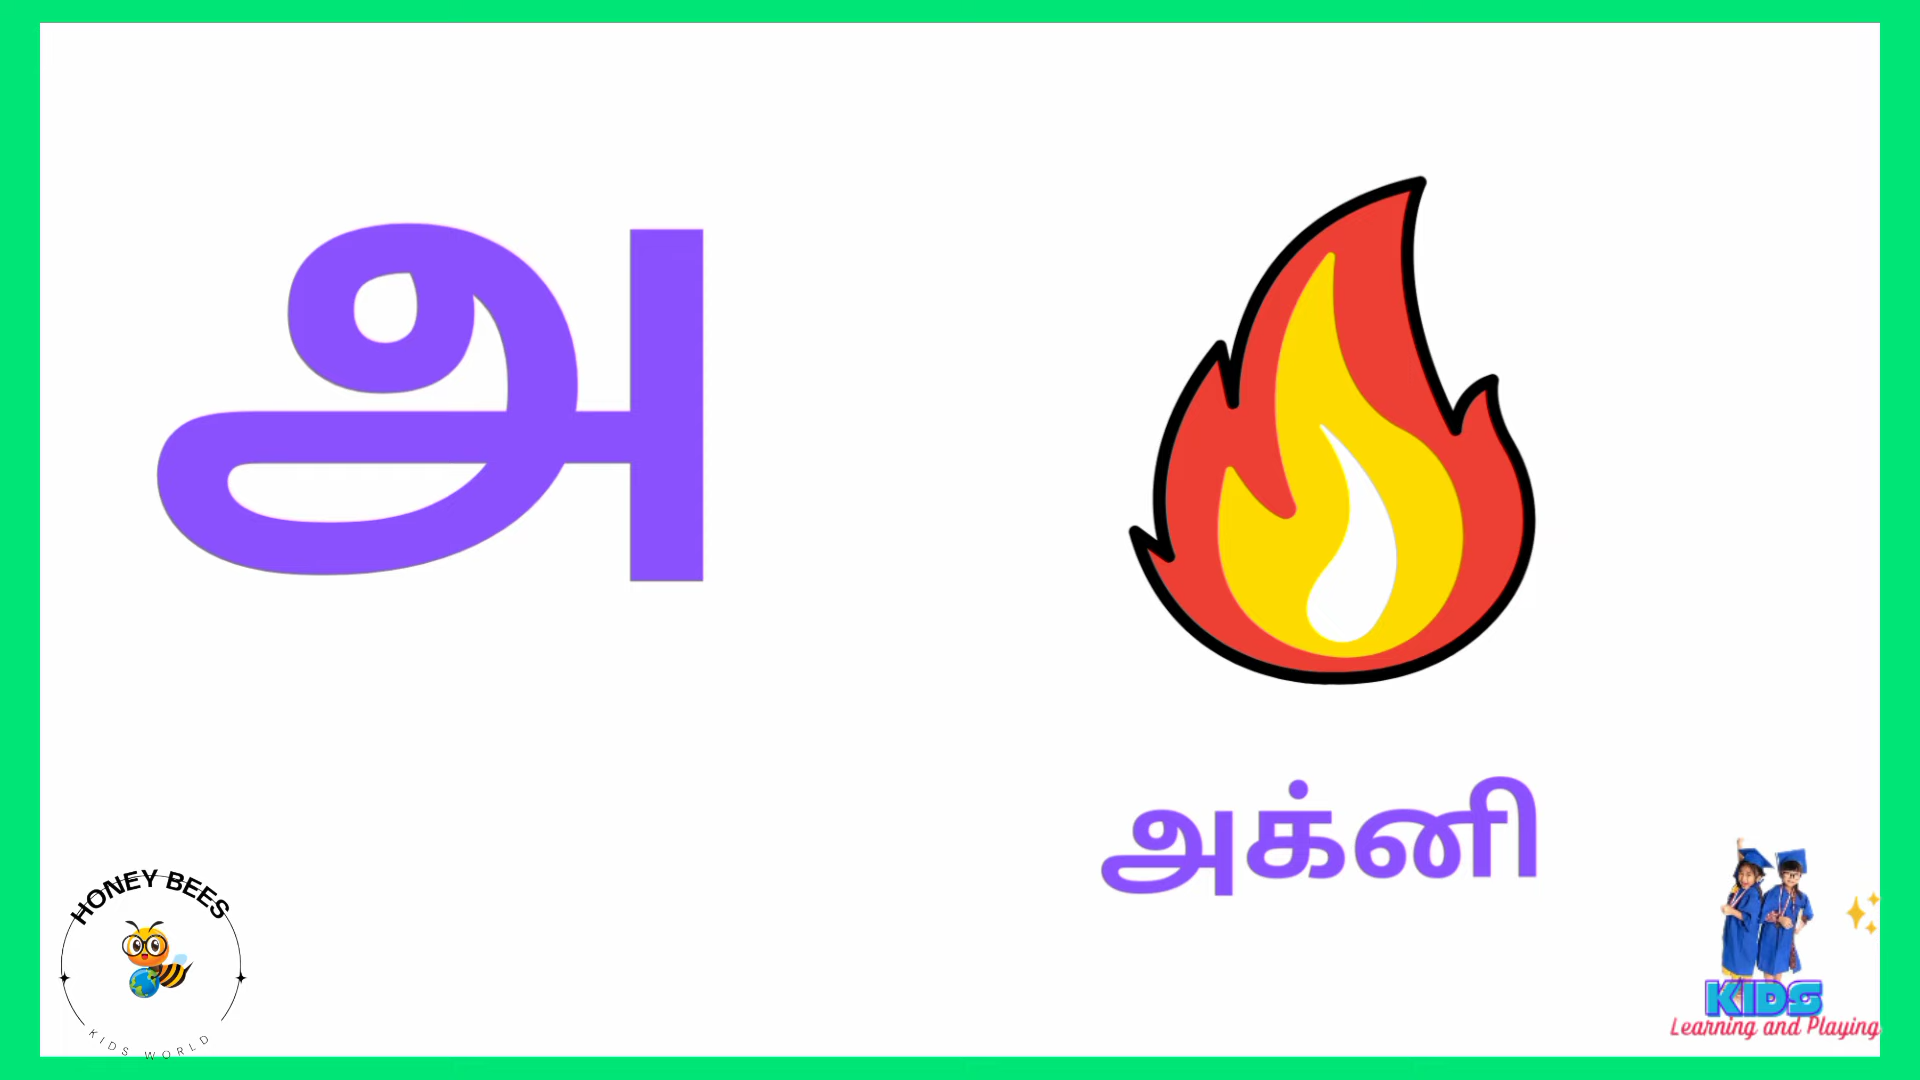 அ
அக்னி
HONEY BEES
KIDS WORLD
KIDS
Learning and Playing